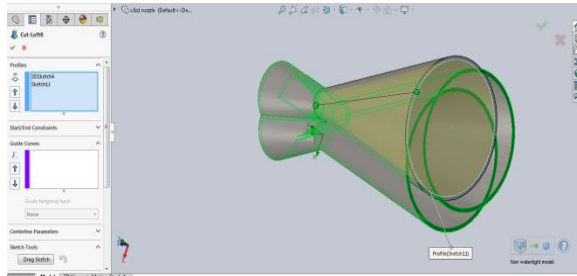 Cut-Loft6
Profiles
3DSketch4
Sketch11
Start/End Constraints
Guide Curves
Guide tangency type:
None
Centerline Parameters
Sketch Tools
Drag Sketch
Profile(Sketch11)
Non watertight model